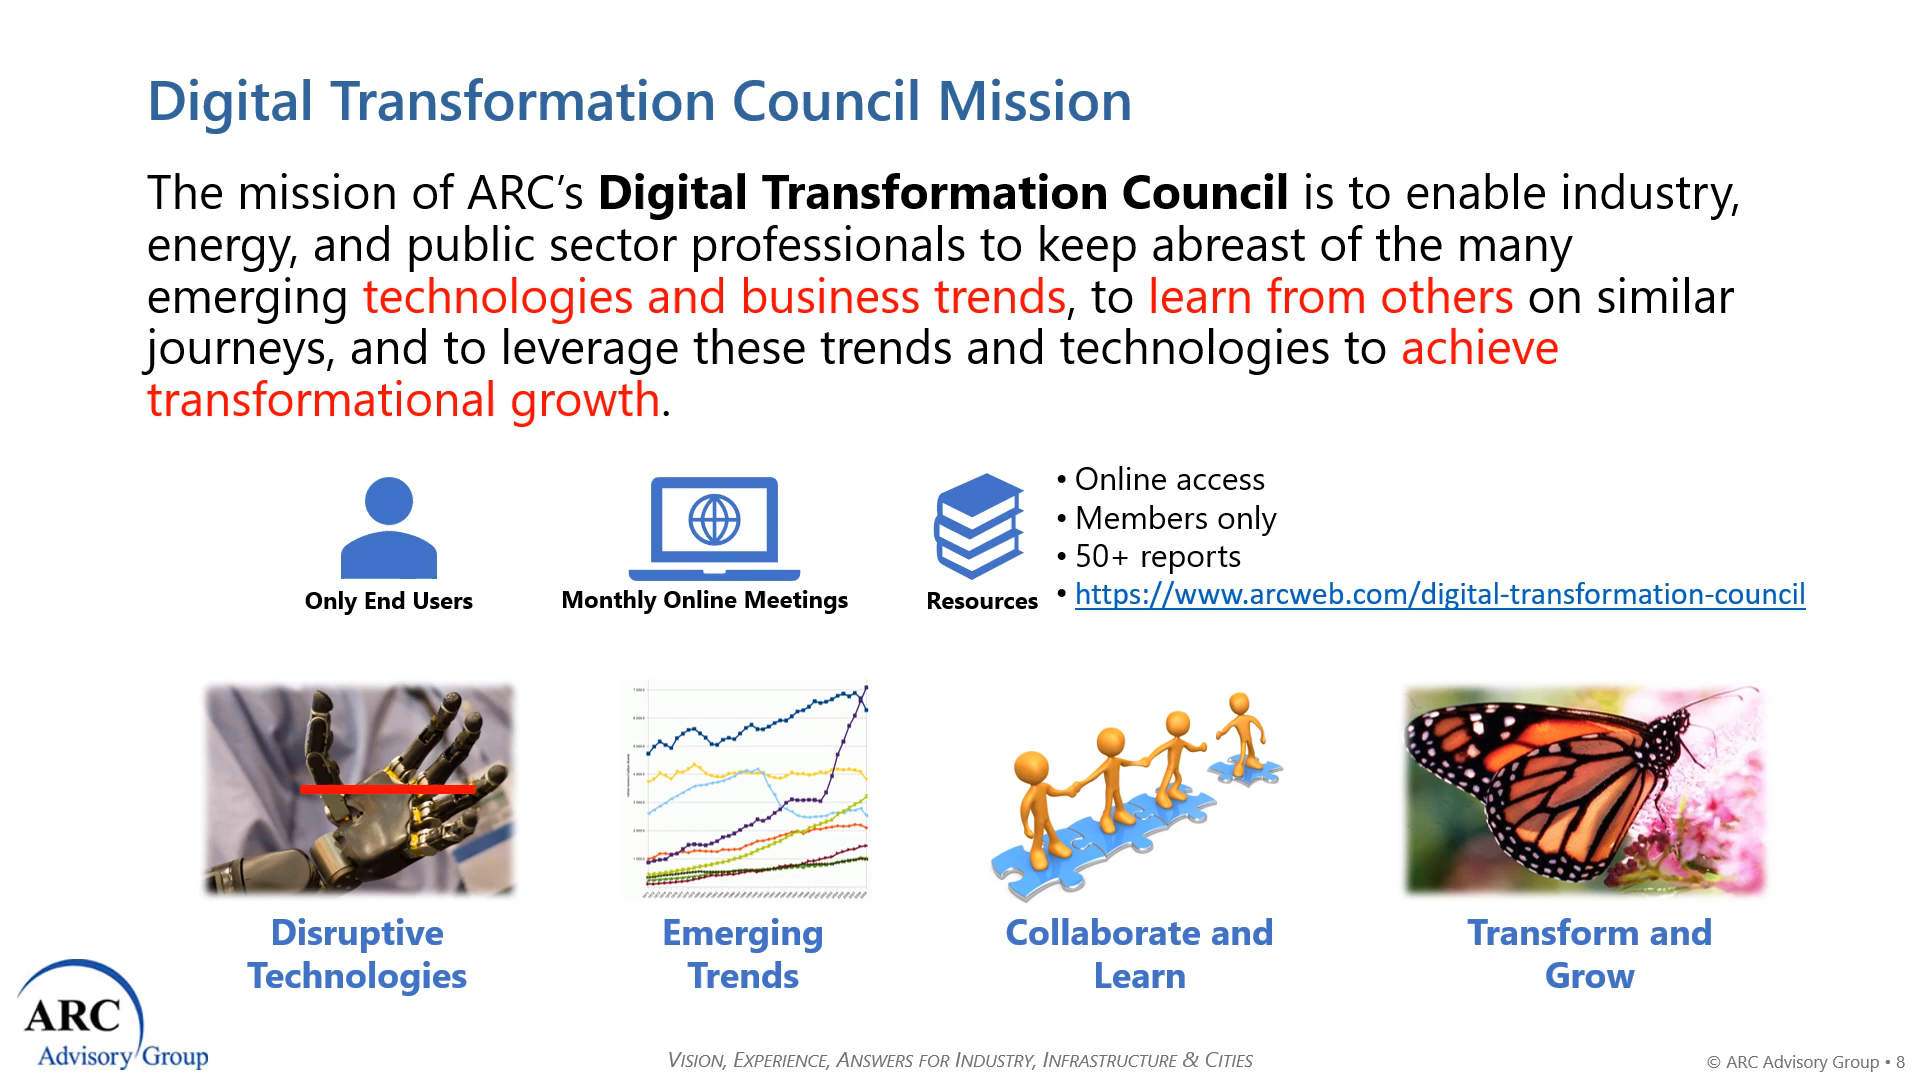 Digital Transformation Council Mission
The mission of ARC’s Digital Transformation Council is to enable industry,
energy, and public sector professionals to keep abreast of the many
emerging technologies and business trends, to learn from others on similar
journeys, and to leverage these trends and technologies to achieve
transformational growth.
Only End Users
Monthly Online Meetings
Resources
• Online access
• Members only
• 50+ reports
• https://www.arcweb.com/digital-transformation-council
Disruptive
Technologies
Emerging
Trends
Collaborate and
Learn
Transform and
Grow
ARC
Advisory Group
VISION, EXPERIENCE, ANSWERS FOR INDUSTRY, INFRASTRUCTURE & CITIES
© ARC Advisory Group • 8